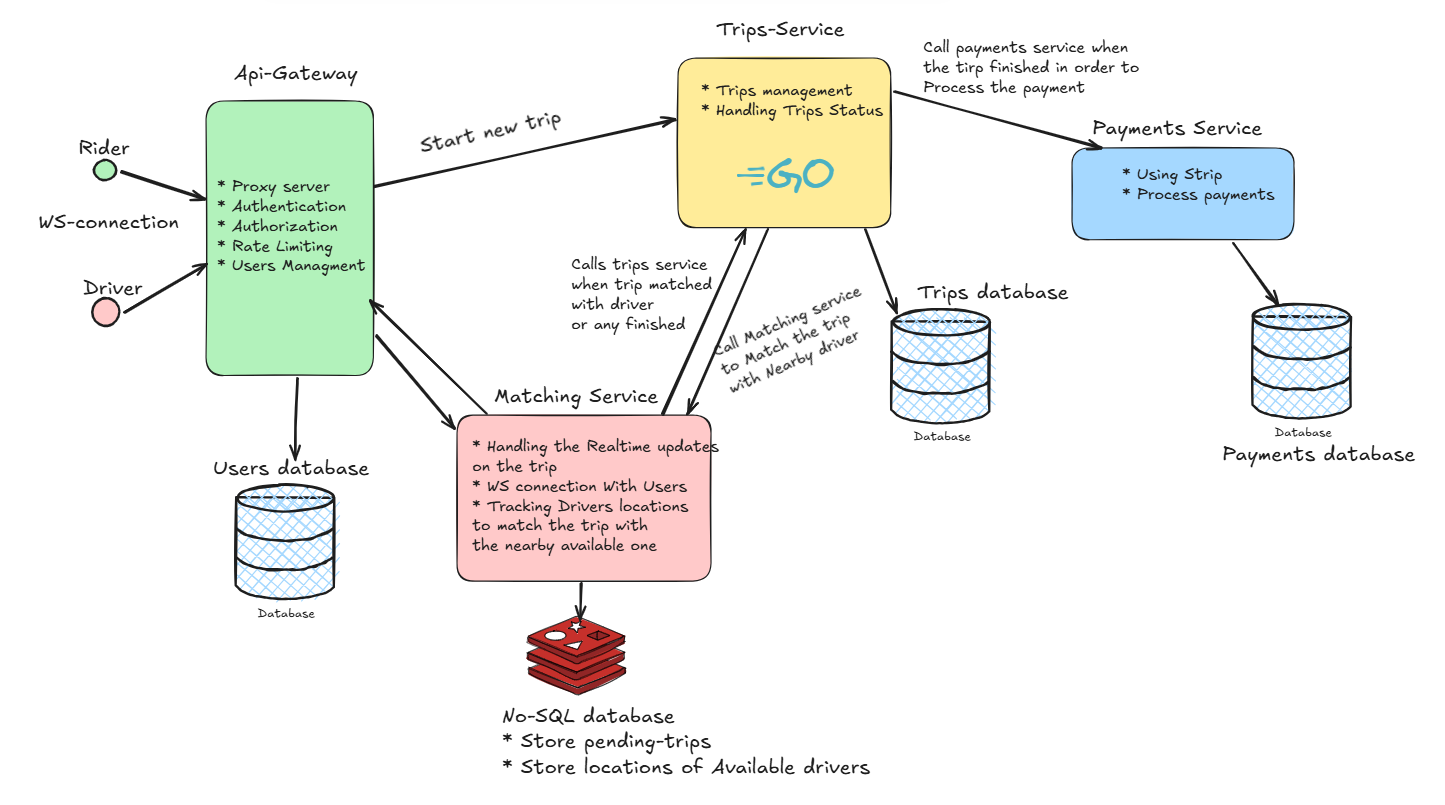 Trips-Service
Api-Gateway
Call payments service when
the tirp finished in order to
Process the payment
* Trips management
* Handling Trips Status
GO
Start new trip
Payments Service
* Using Strip
* Process payments
Rider
WS-connection
Driver
* Proxy server
* Authentication
* Authorization
* Rate Limiting
* Users Managment
Calls trips service
when trip matched
with driver
or any finished
Call Matching service
to Match the trip
with Nearby driver
Trips database
Database
Database
Payments database
Matching Service
* Handling the Realtime updates
on the trip
* WS connection With Users
* Tracking Drivers locations
to match the trip with
the nearby available one
Users database
Database
No-SQL database
* Store pending-trips
* Store locations of Available drivers